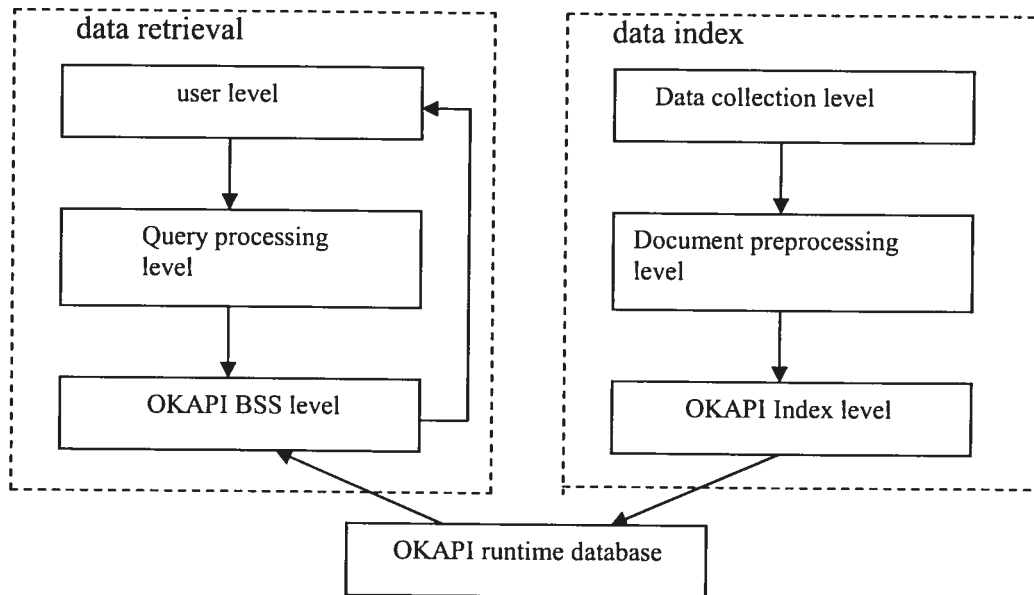 data retrieval
user level
Query processing
level
OKAPI BSS level
data index
Data collection level
Document preprocessing
level
OKAPI Index level
OKAPI runtime database